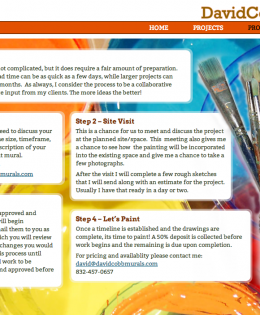 DavidCo
HOME PROJECTS PRO
ot complicated, but it does require a fair amount of preparation.
ad time can be as quick as a few days, while larger projects can
months. As always, I consider the process to be a collaborative
e input from my clients. The more ideas the better!
eed to discuss your
e size, timeframe,
scription of your
t mural.
bmurals.com
Step 2 – Site Visit
This is a chance for us to meet and discuss the project
at the planned site/space. This meeting also gives me
a chance to see how the painting will be incorporated
into the existing space and give me a chance to take a
few photographs.
After the visit I will complete a few rough sketches
that I will send along with an estimate for the project.
Usually I have that ready in a day or two.
approved and
will begin
mail them to you as
ch you will review
changes you would
this process until
l work to be
and approved before
Step 4 – Let's Paint
Once a timeline is established and the drawings are
complete, its time to paint! A 50% deposit is collected before
work begins and the remaining is due upon completion.
For pricing and availablity please contact me:
david@davidcobbmurals.com
832-457-0657